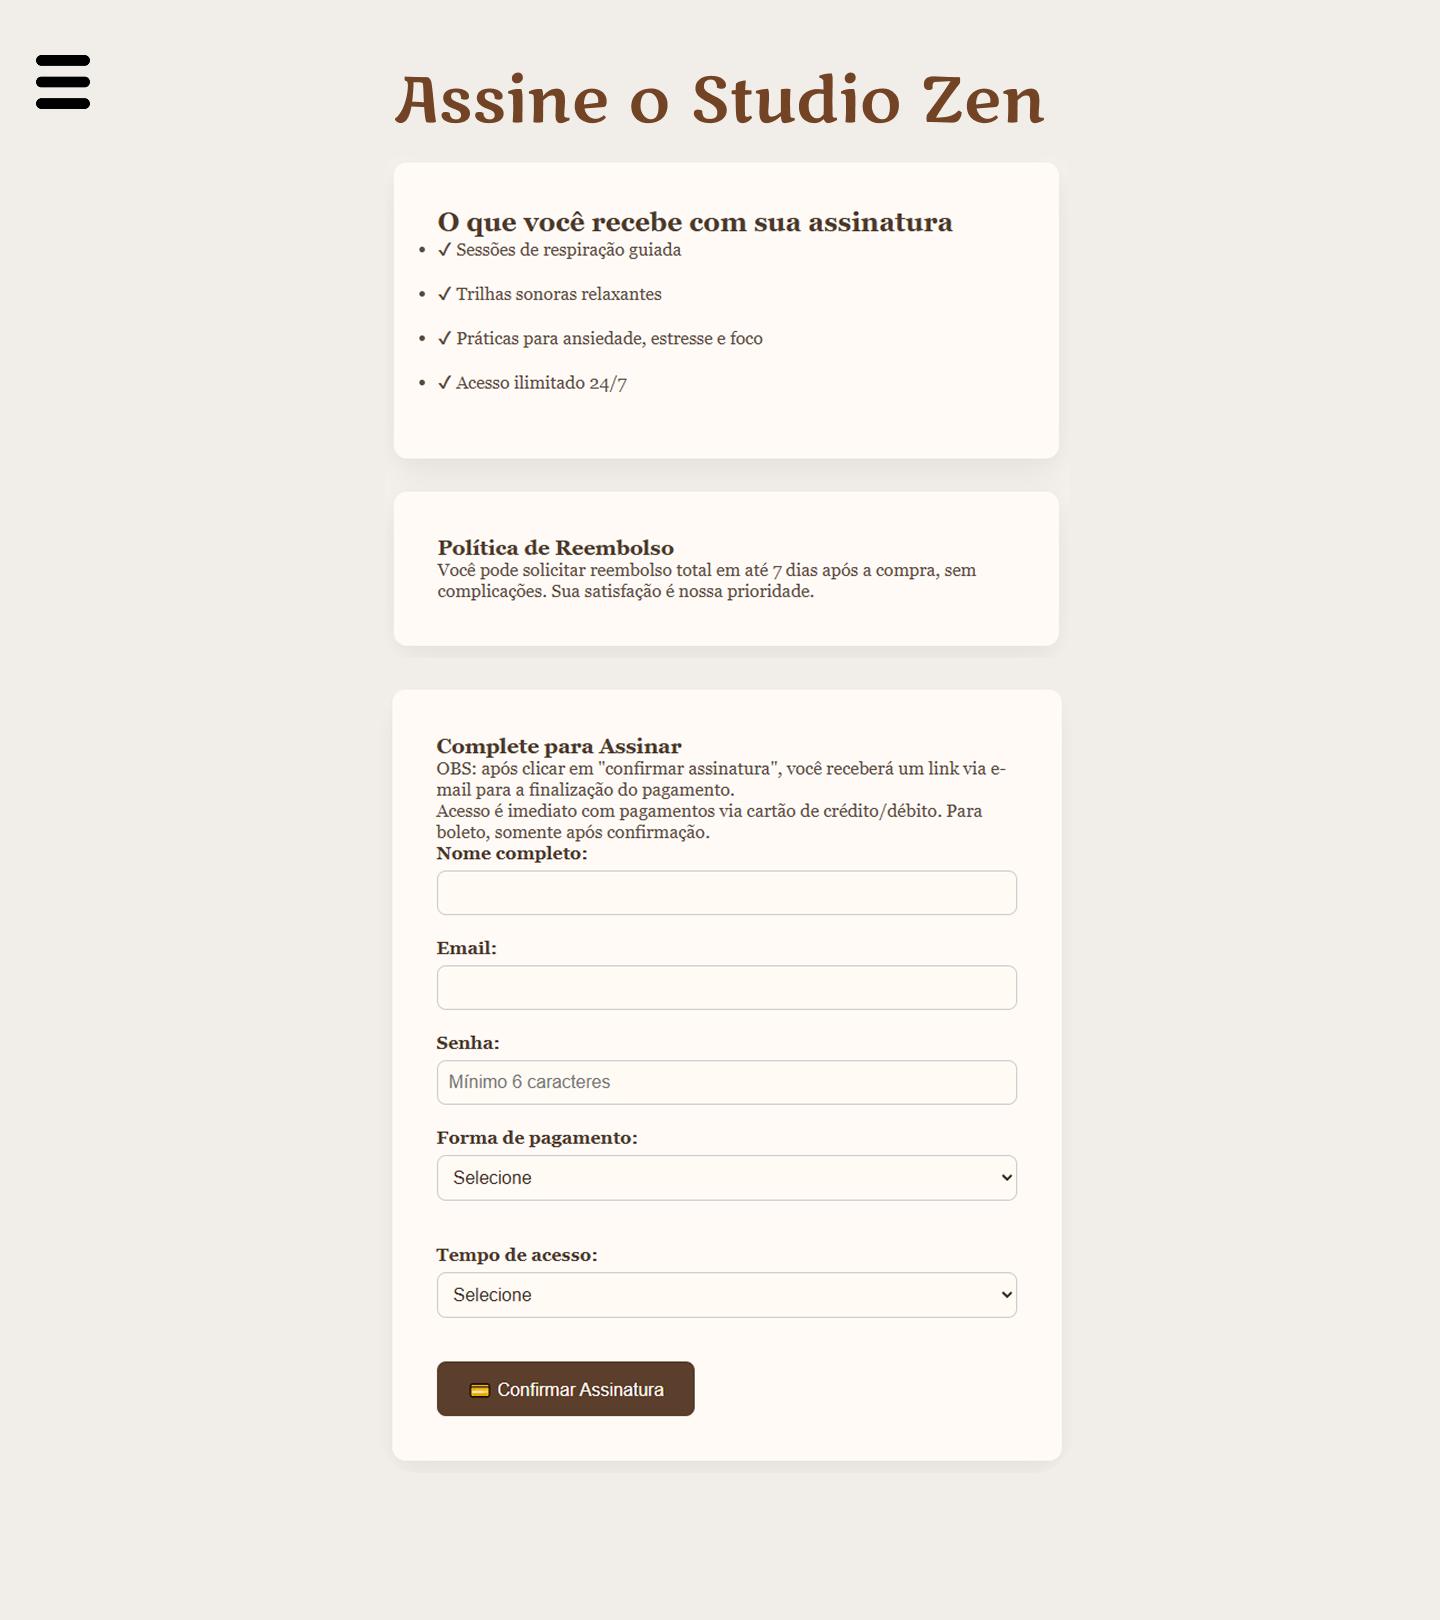 Assine o Studio Zen
O que você recebe com sua assinatura
• ✓ Sessões de respiração guiada
• ✓ Trilhas sonoras relaxantes
• ✓ Práticas para ansiedade, estresse e foco
• ✓ Acesso ilimitado 24/7
Política de Reembolso
Você pode solicitar reembolso total em até 7 dias após a compra, sem
complicações. Sua satisfação é nossa prioridade.
Complete para Assinar
OBS: após clicar em "confirmar assinatura", você receberá um link via e-
mail para a finalização do pagamento.
Acesso é imediato com pagamentos via cartão de crédito/débito. Para
boleto, somente após confirmação.
Nome completo:
Email:
Senha:
Mínimo 6 caracteres
Forma de pagamento:
Selecione
Tempo de acesso:
Selecione
💳 Confirmar Assinatura